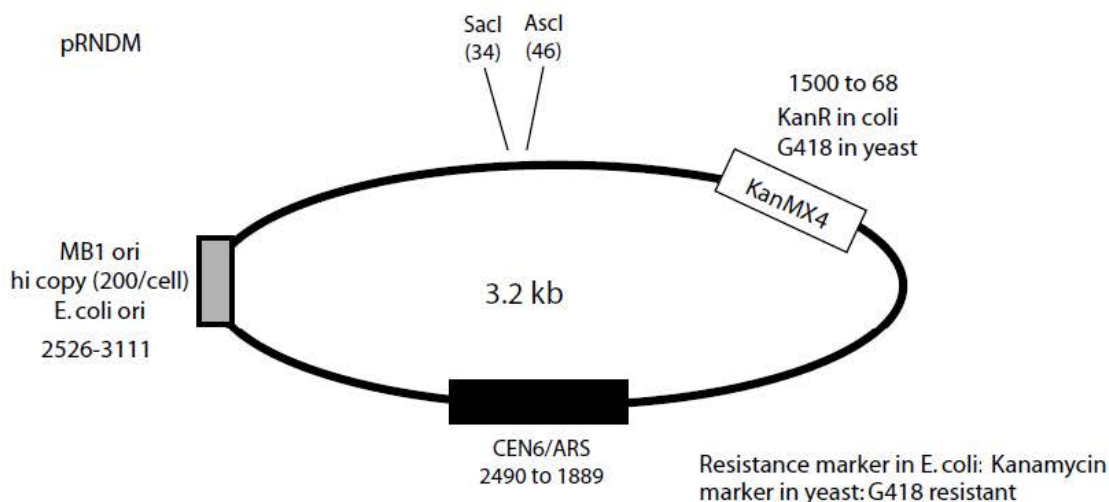 pRNDM
SacI AscI
(34) (46)
1500 to 68
KanR in coli
G418 in yeast
KanMX4
MB1 ori
hi copy (200/cell)
E. coli ori
2526-3111
3.2 kb
CEN6/ARS
2490 to 1889
Resistance marker in E. coli: Kanamycin
marker in yeast: G418 resistant